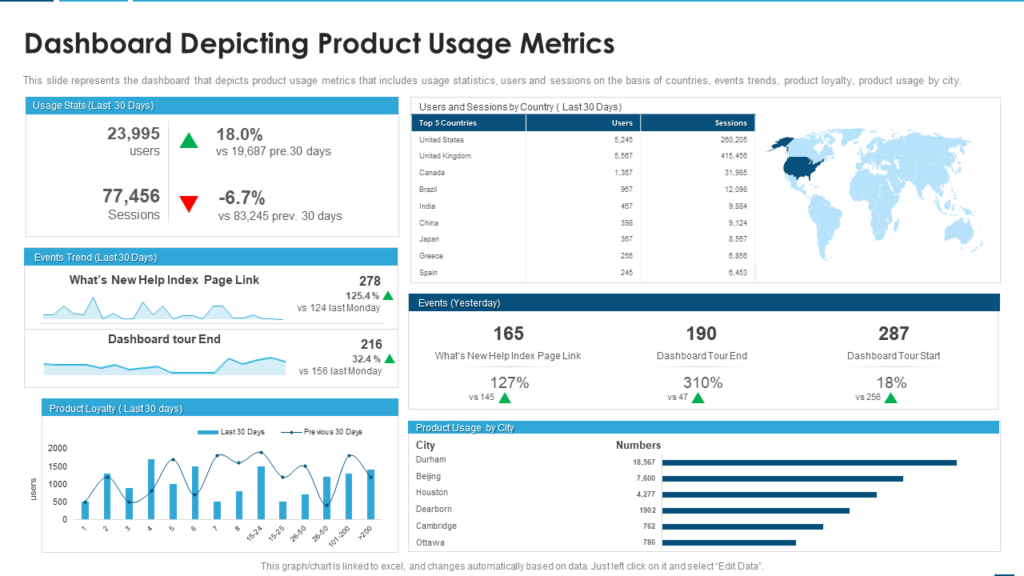 Dashboard Depicting Product Usage Metrics
This slide represents the dashboard that depicts product usage metrics that includes usage statistics, users and sessions on the basis of countries, events trends, product loyalty, product usage by city.
Usage Stats (Last 30 Days)
23,995
users
18.0%
vs 19,687 pre.30 days
77,456
Sessions
-6.7%
vs 83,245 prev. 30 days
Users and Sessions by Country ( Last 30 Days)
Top 5 Countries Users Sessions
United States 5,245 260,205
United Kingdom 5,567 415,456
Canada 1,367 31,985
Brazil 967 12,098
India 467 9,884
China 398 9,124
Japan 367 8,567
Greece 256 6,856
Spain 245 6,453
Events Trend (Last 30 Days)
What's New Help Index Page Link
278
125.4 %
vs 124 last Monday
Dashboard tour End
216
32.4 %
vs 156 last Monday
Events (Yesterday)
165 190 287
What's New Help Index Page Link Dashboard Tour End Dashboard Tour Start
127% 310% 18%
vs 145 vs 47 vs 256
Product Loyalty ( Last 30 days)
Last 30 Days Previous 30 Days
users
2000
1500
1000
500
0
1 2 3 4 5 6 7 8 15-24 15-25 26-50 26-50 101-200 >200
Product Usage by City
City Numbers
Durham 18,567
Beijing 7,600
Houston 4,277
Dearborn 1902
Cambridge 762
Ottawa 780
This graph/chart is linked to excel, and changes automatically based on data. Just left click on it and select "Edit Data".